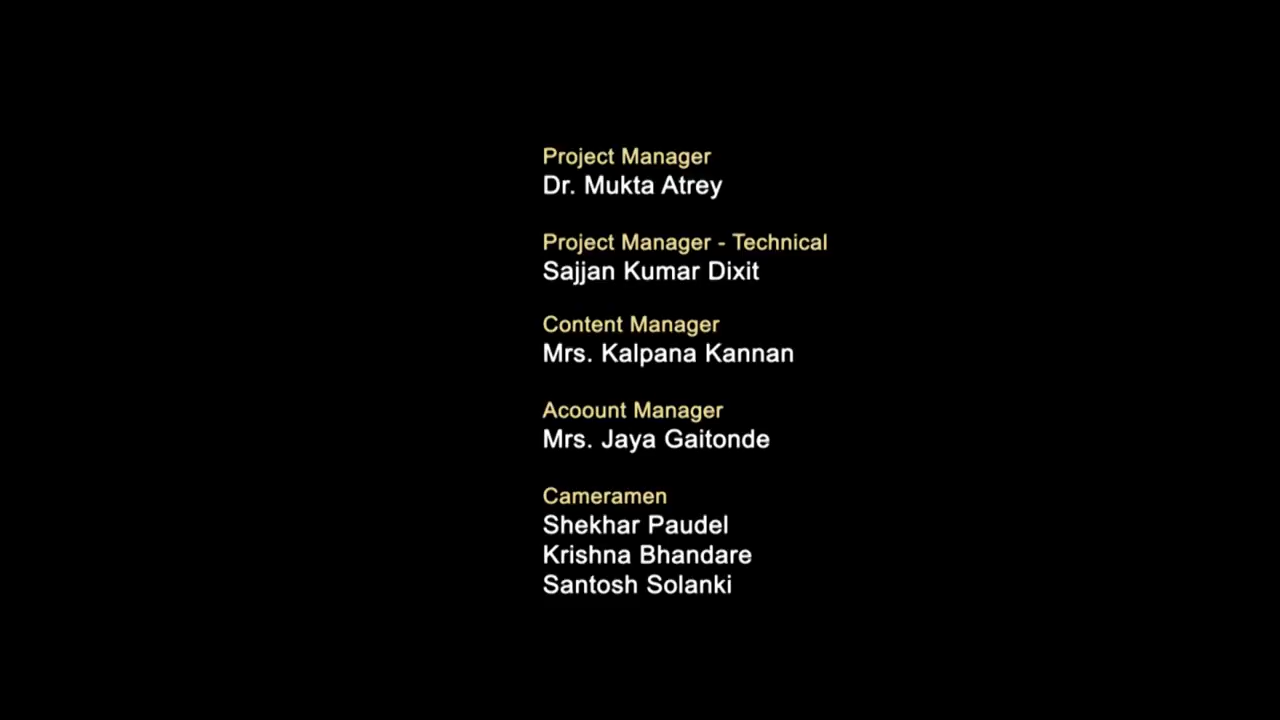 Project Manager
Dr. Mukta Atrey
Project Manager - Technical
Sajjan Kumar Dixit
Content Manager
Mrs. Kalpana Kannan
Acoount Manager
Mrs. Jaya Gaitonde
Cameramen
Shekhar Paudel
Krishna Bhandare
Santosh Solanki